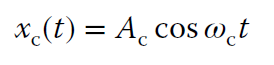 x_c(t) = A_c cos ω_c t